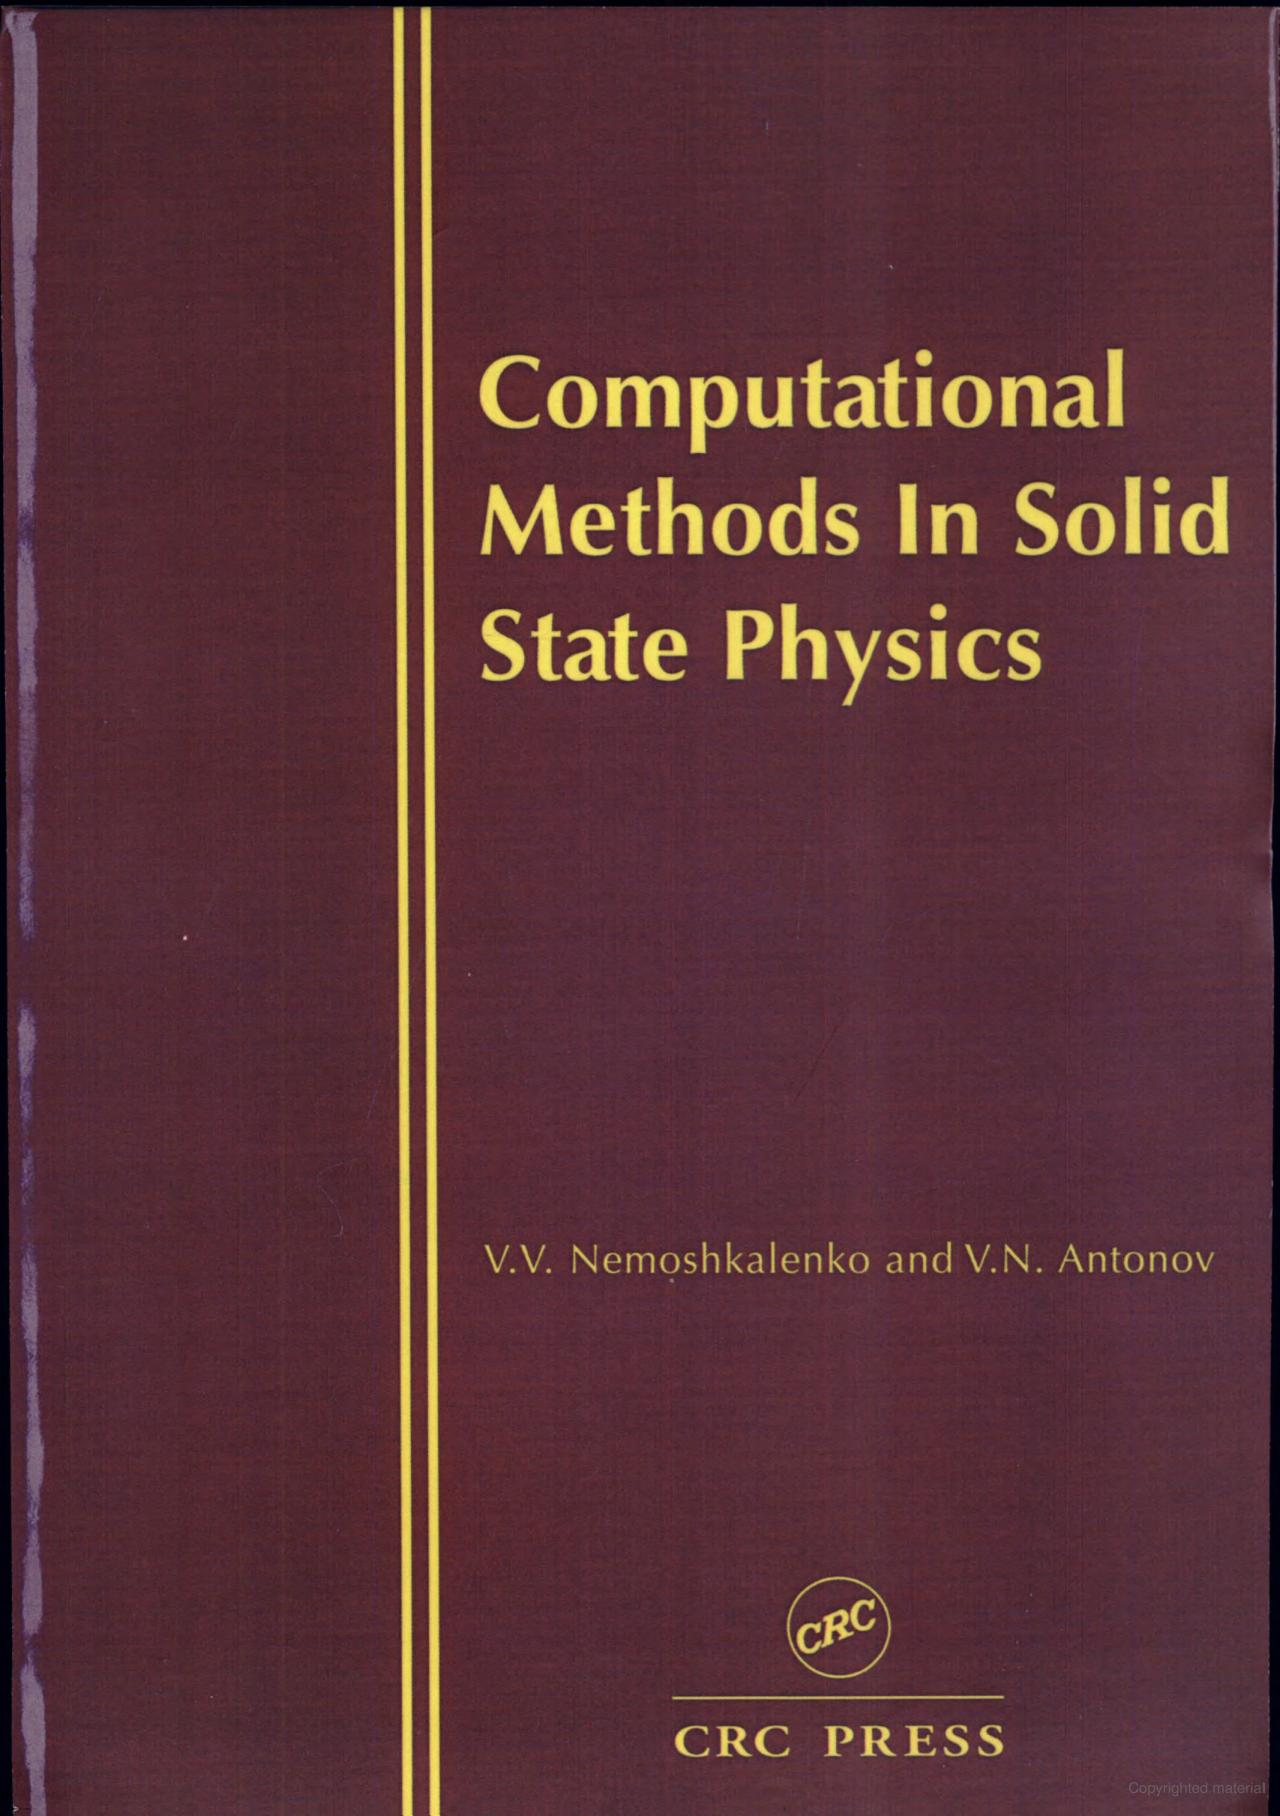 Computational
Methods In Solid
State Physics
V.V. Nemoshkalenko and V.N. Antonov
CRC
CRC PRESS
Copyrighted material